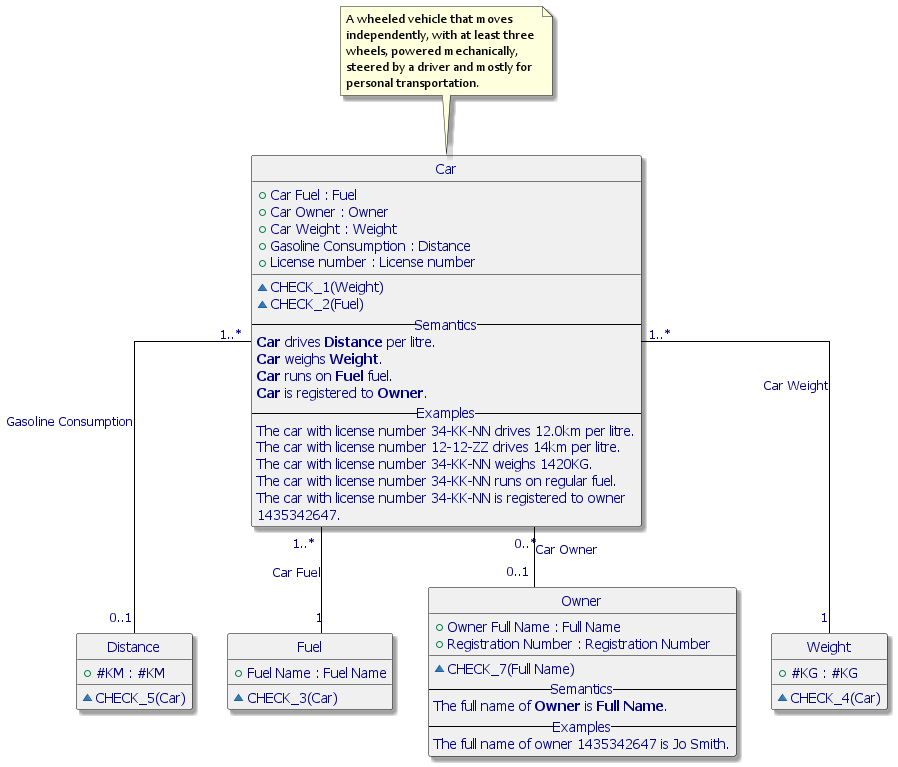 A wheeled vehicle that moves
independently, with at least three
wheels, powered mechanically,
steered by a driver and mostly for
personal transportation.
Car
Car Fuel : Fuel
Car Owner : Owner
Car Weight : Weight
Gasoline Consumption : Distance
License number : License number
CHECK_1(Weight)
CHECK_2(Fuel)
Semantics
Car drives Distance per litre.
Car weighs Weight.
Car runs on Fuel fuel.
Car is registered to Owner.
Examples
The car with license number 34-KK-NN drives 12.0km per litre.
The car with license number 12-12-ZZ drives 14km per litre.
The car with license number 34-KK-NN weighs 1420KG.
The car with license number 34-KK-NN runs on regular fuel.
The car with license number 34-KK-NN is registered to owner
1435342647.
1..*
1..*
Car Weight
Gasoline Consumption
1..*
0..*
Car Owner
Car Fuel
0..1
0..1
1
1
Distance
#KM : #KM
CHECK_5(Car)
Fuel
Fuel Name : Fuel Name
CHECK_3(Car)
Owner
Owner Full Name : Full Name
Registration Number : Registration Number
CHECK_7(Full Name)
Semantics
The full name of Owner is Full Name.
Examples
The full name of owner 1435342647 is Jo Smith.
Weight
#KG : #KG
CHECK_4(Car)